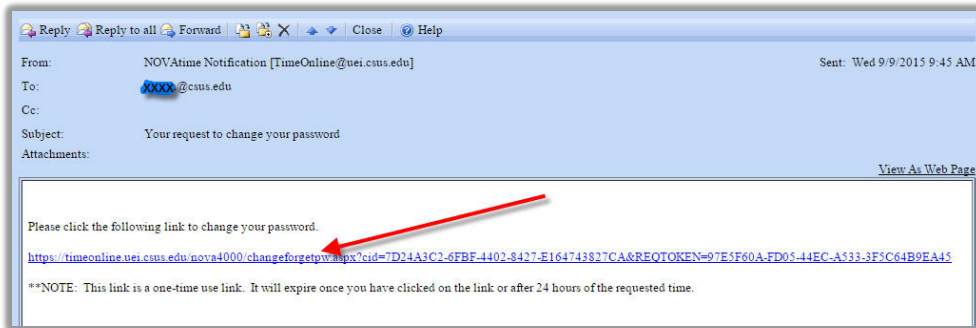 Reply Reply to all Forward Close Help
From: NOVAtime Notification [TimeOnline@uei.csus.edu] Sent: Wed 9/9/2015 9:45 AM
To: XXXX @csus.edu
Cc:
Subject: Your request to change your password
Attachments:
View As Web Page
Please click the following link to change your password.
https://timeonline.uei.csus.edu/nova4000/changeforgetpw.aspx?cid=7D24A3C2-6FBF-4402-8427-E164743827CA&REQTOKEN=97E5F60A-FD05-44EC-A533-3F5C64B9EA45
**NOTE: This link is a one-time use link. It will expire once you have clicked on the link or after 24 hours of the requested time.